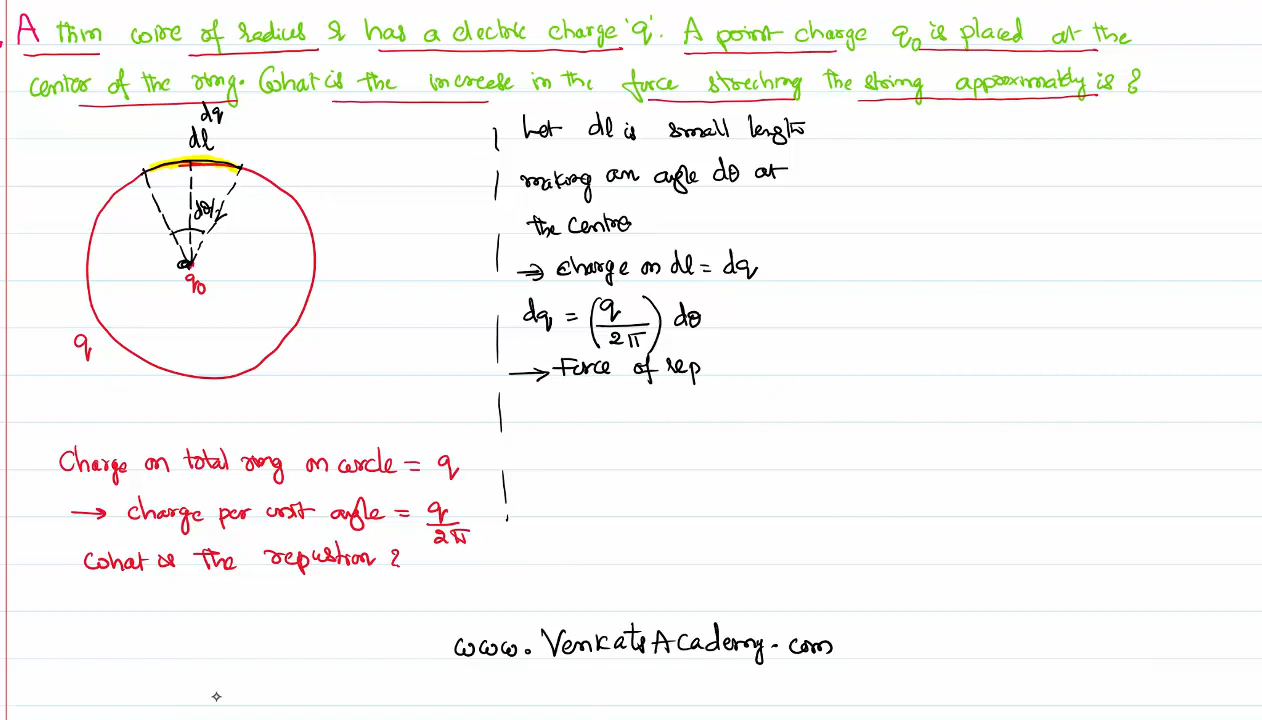 A thin wire of radius r has a electric charge 'q'. A point charge q₀ is placed at the
center of the ring. What is the increase in the force streching the string approximately is ?
dq
dl
dθ/2
q₀
q
Let dl is small length
making an angle dθ at
the centre
→ charge on dl = dq
dq = (q/2π) dθ
→ Force of rep
Charge on total ring on circle = q
→ charge per unit angle = q/2π
What is the repustion ?
www.VenkatsAcademy.com